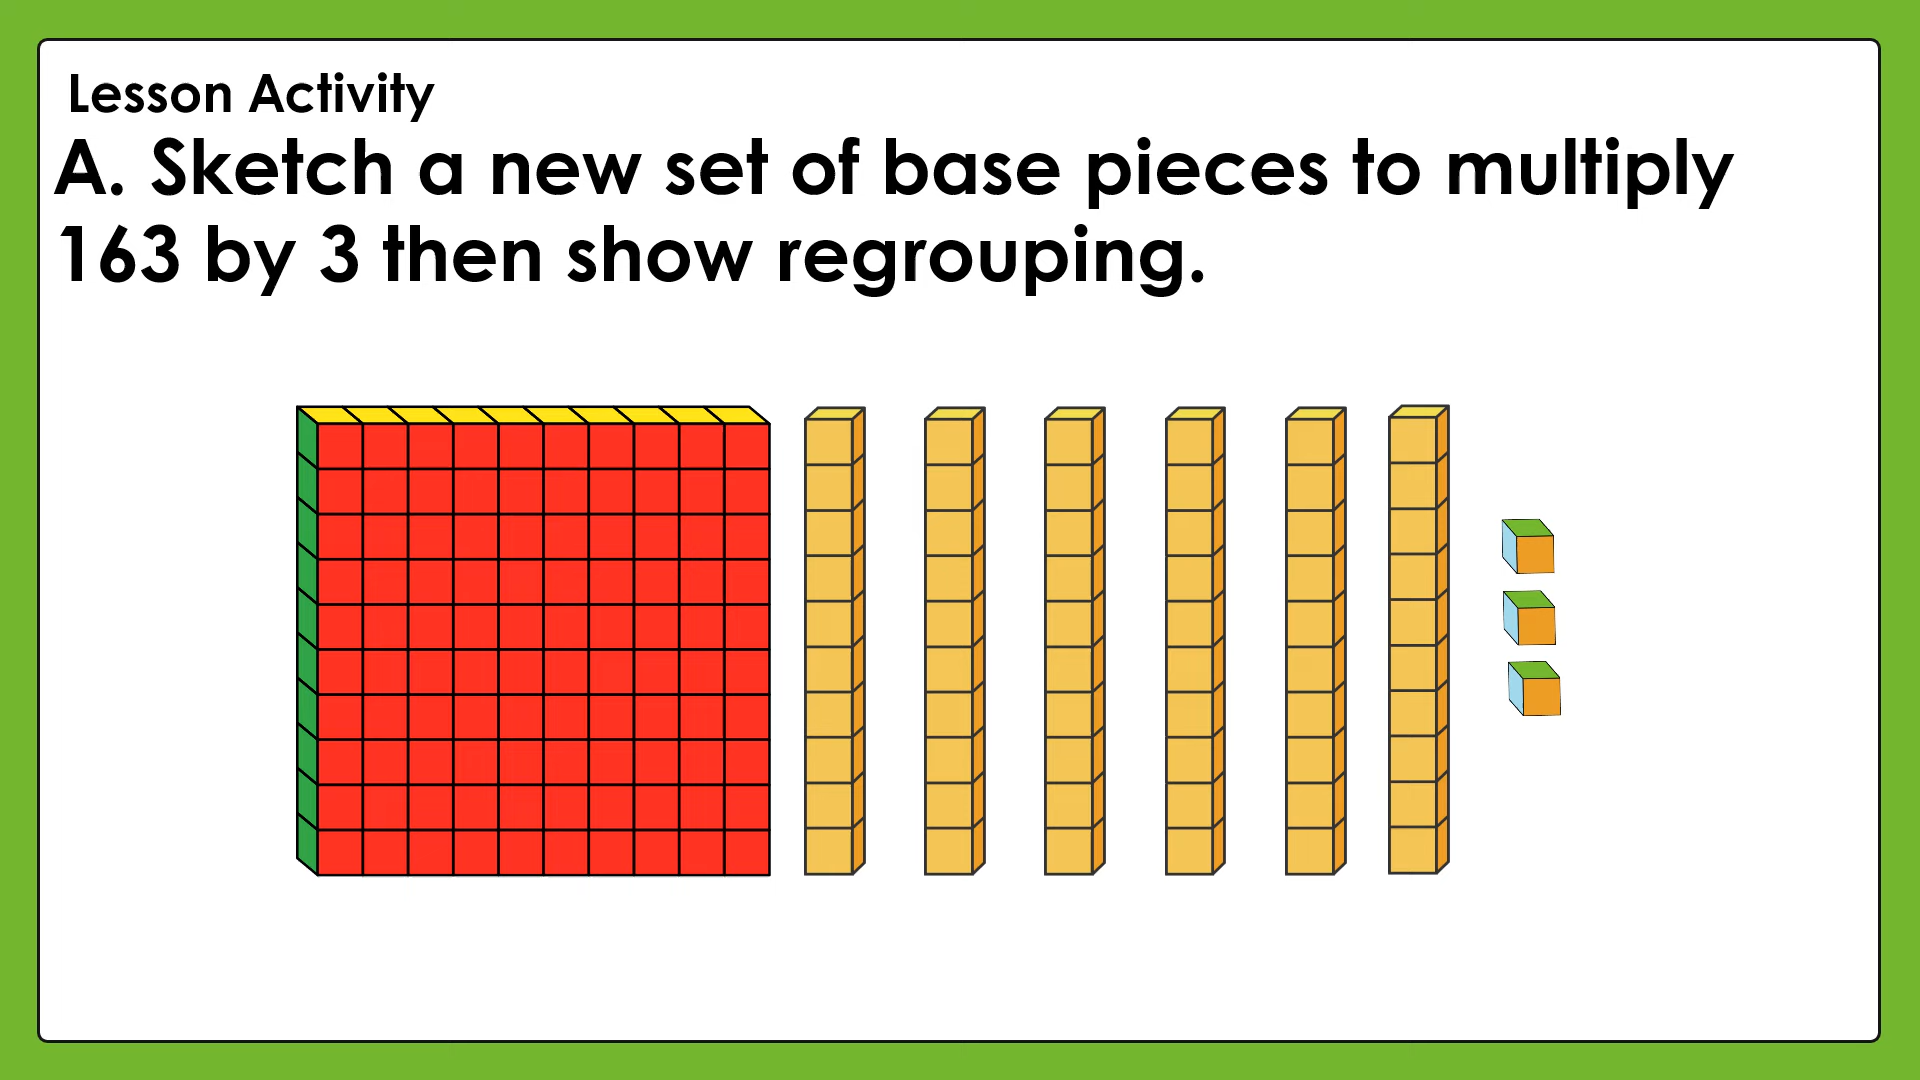 Lesson Activity
A. Sketch a new set of base pieces to multiply
163 by 3 then show regrouping.